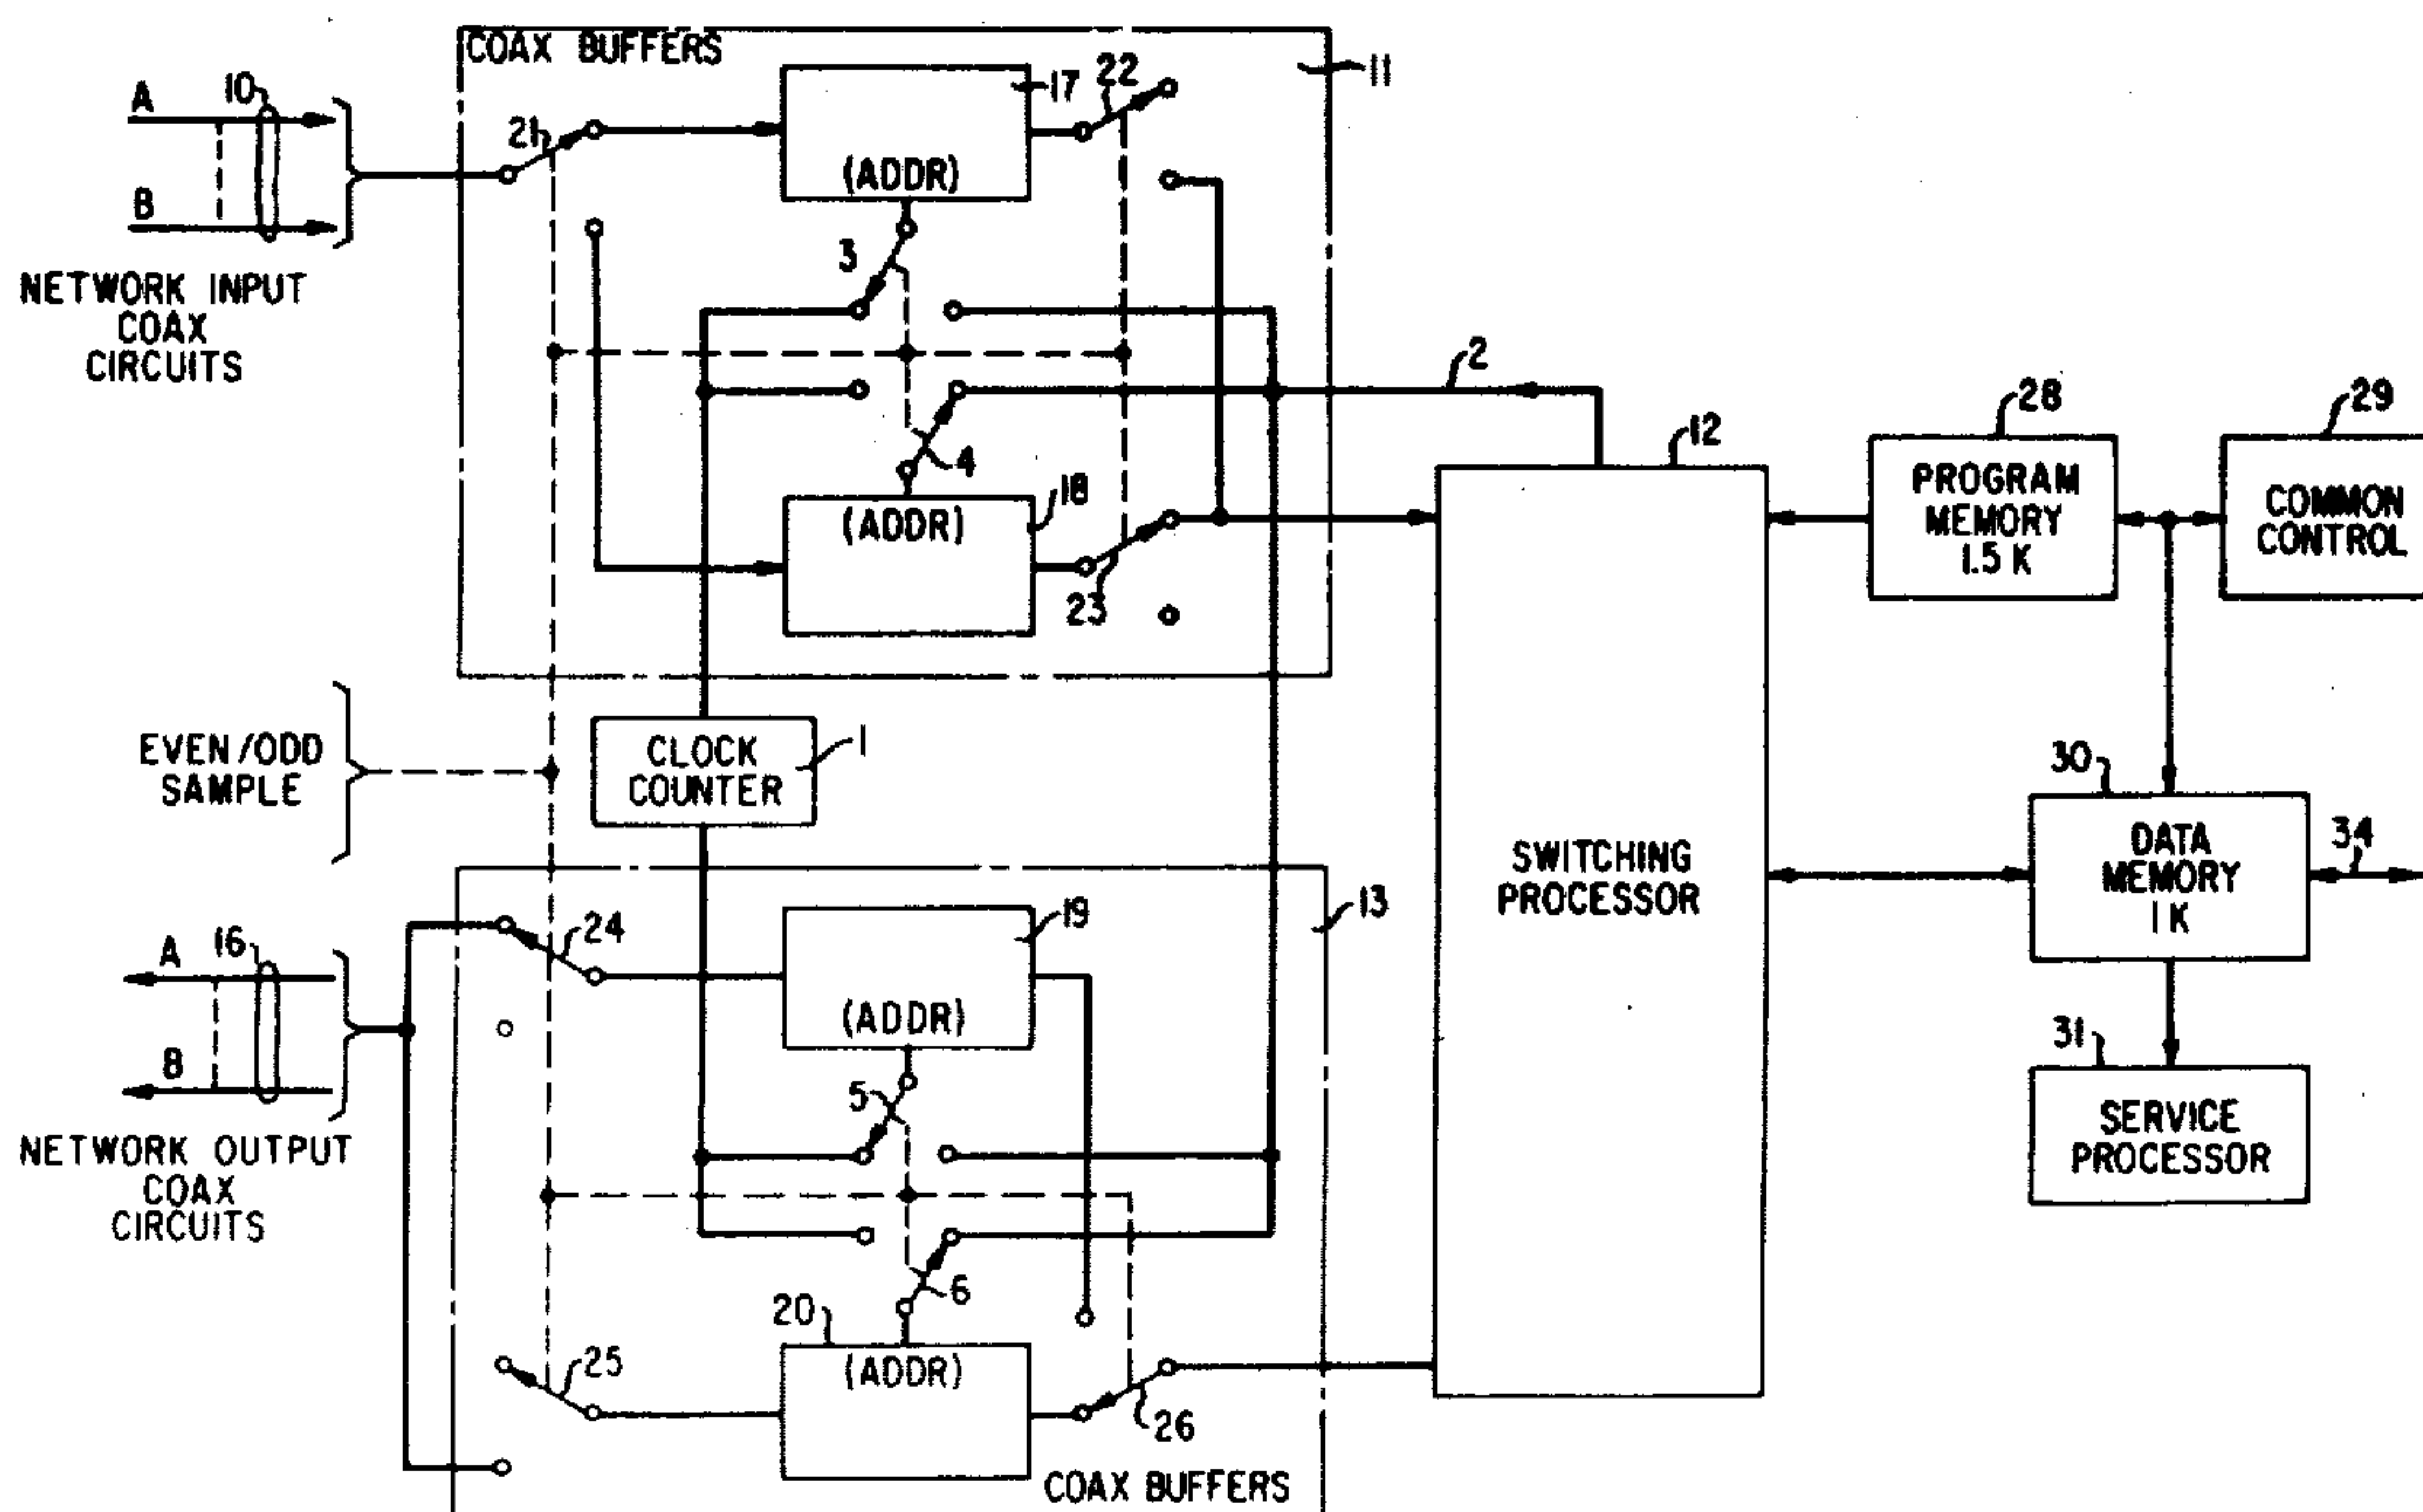 COAX BUFFERS
11
17
22
A
10
21
(ADDR)
B
3
NETWORK INPUT
COAX
CIRCUITS
2
28
29
12
4
18
(ADDR)
PROGRAM
MEMORY
1.5 K
COMMON
CONTROL
23
EVEN/ODD
SAMPLE
CLOCK
COUNTER
1
30
DATA
MEMORY
1 K
34
SWITCHING
PROCESSOR
13
19
24
A
16
(ADDR)
B
31
5
SERVICE
PROCESSOR
NETWORK OUTPUT
COAX
CIRCUITS
6
20
25
(ADDR)
26
COAX BUFFERS